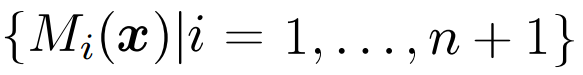 {M_i(𝒙)|i = 1, . . . , n + 1}